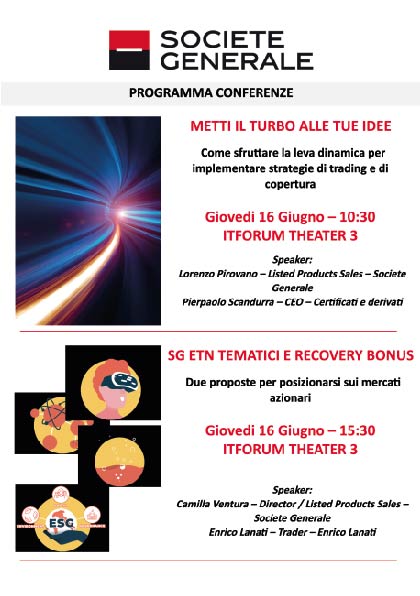 SOCIETE
GENERALE
PROGRAMMA CONFERENZE
METTI IL TURBO ALLE TUE IDEE
Come sfruttare la leva dinamica per
implementare strategie di trading e di
copertura
Giovedì 16 Giugno – 10:30
ITFORUM THEATER 3
Speaker:
Lorenzo Pirovano – Listed Products Sales – Societe
Generale
Pierpaolo Scandurra – CEO – Certificati e derivati
SG ETN TEMATICI E RECOVERY BONUS
Due proposte per posizionarsi sui mercati
azionari
Giovedì 16 Giugno – 15:30
ITFORUM THEATER 3
ESG
Speaker:
Camilla Ventura – Director / Listed Products Sales –
Societe Generale
Enrico Lanati – Trader – Enrico Lanati